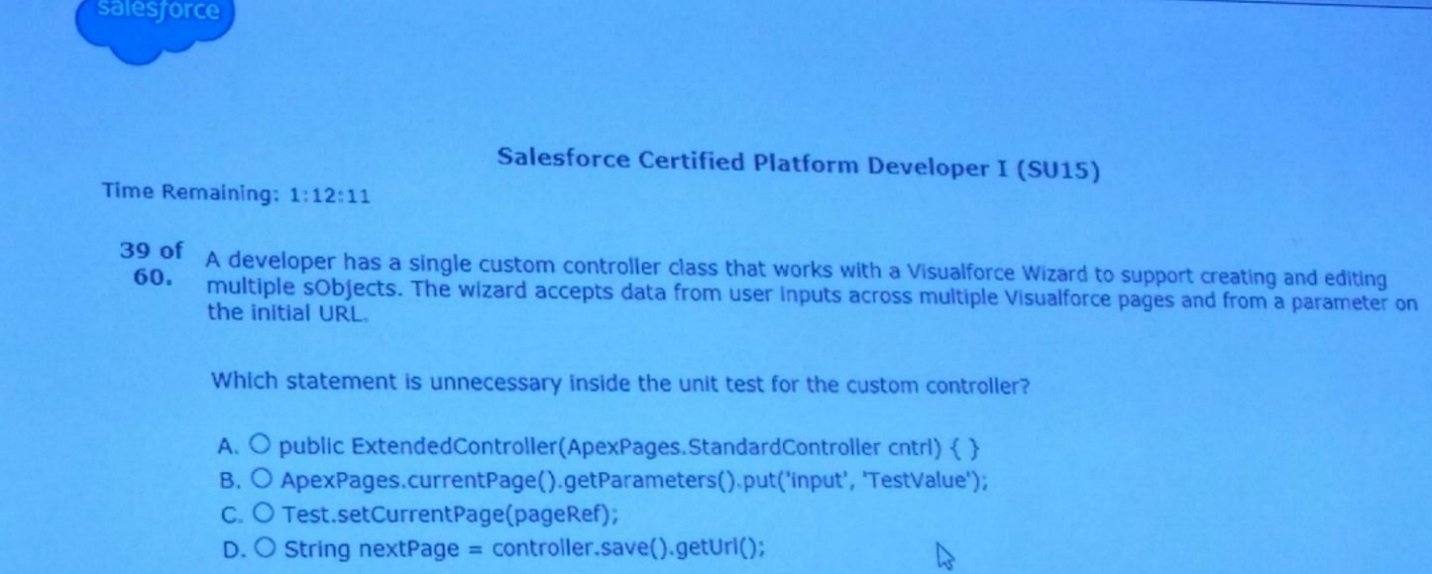 salesforce
Salesforce Certified Platform Developer I (SU15)
Time Remaining: 1:12:11
39 of
60.
A developer has a single custom controller class that works with a Visualforce Wizard to support creating and editing
multiple sObjects. The wizard accepts data from user inputs across multiple Visualforce pages and from a parameter on
the initial URL.
Which statement is unnecessary inside the unit test for the custom controller?
A. public ExtendedController(ApexPages.StandardController cntrl) { }
B. ApexPages.currentPage().getParameters().put('input', 'TestValue');
C. Test.setCurrentPage(pageRef);
D. String nextPage = controller.save().getUrl();